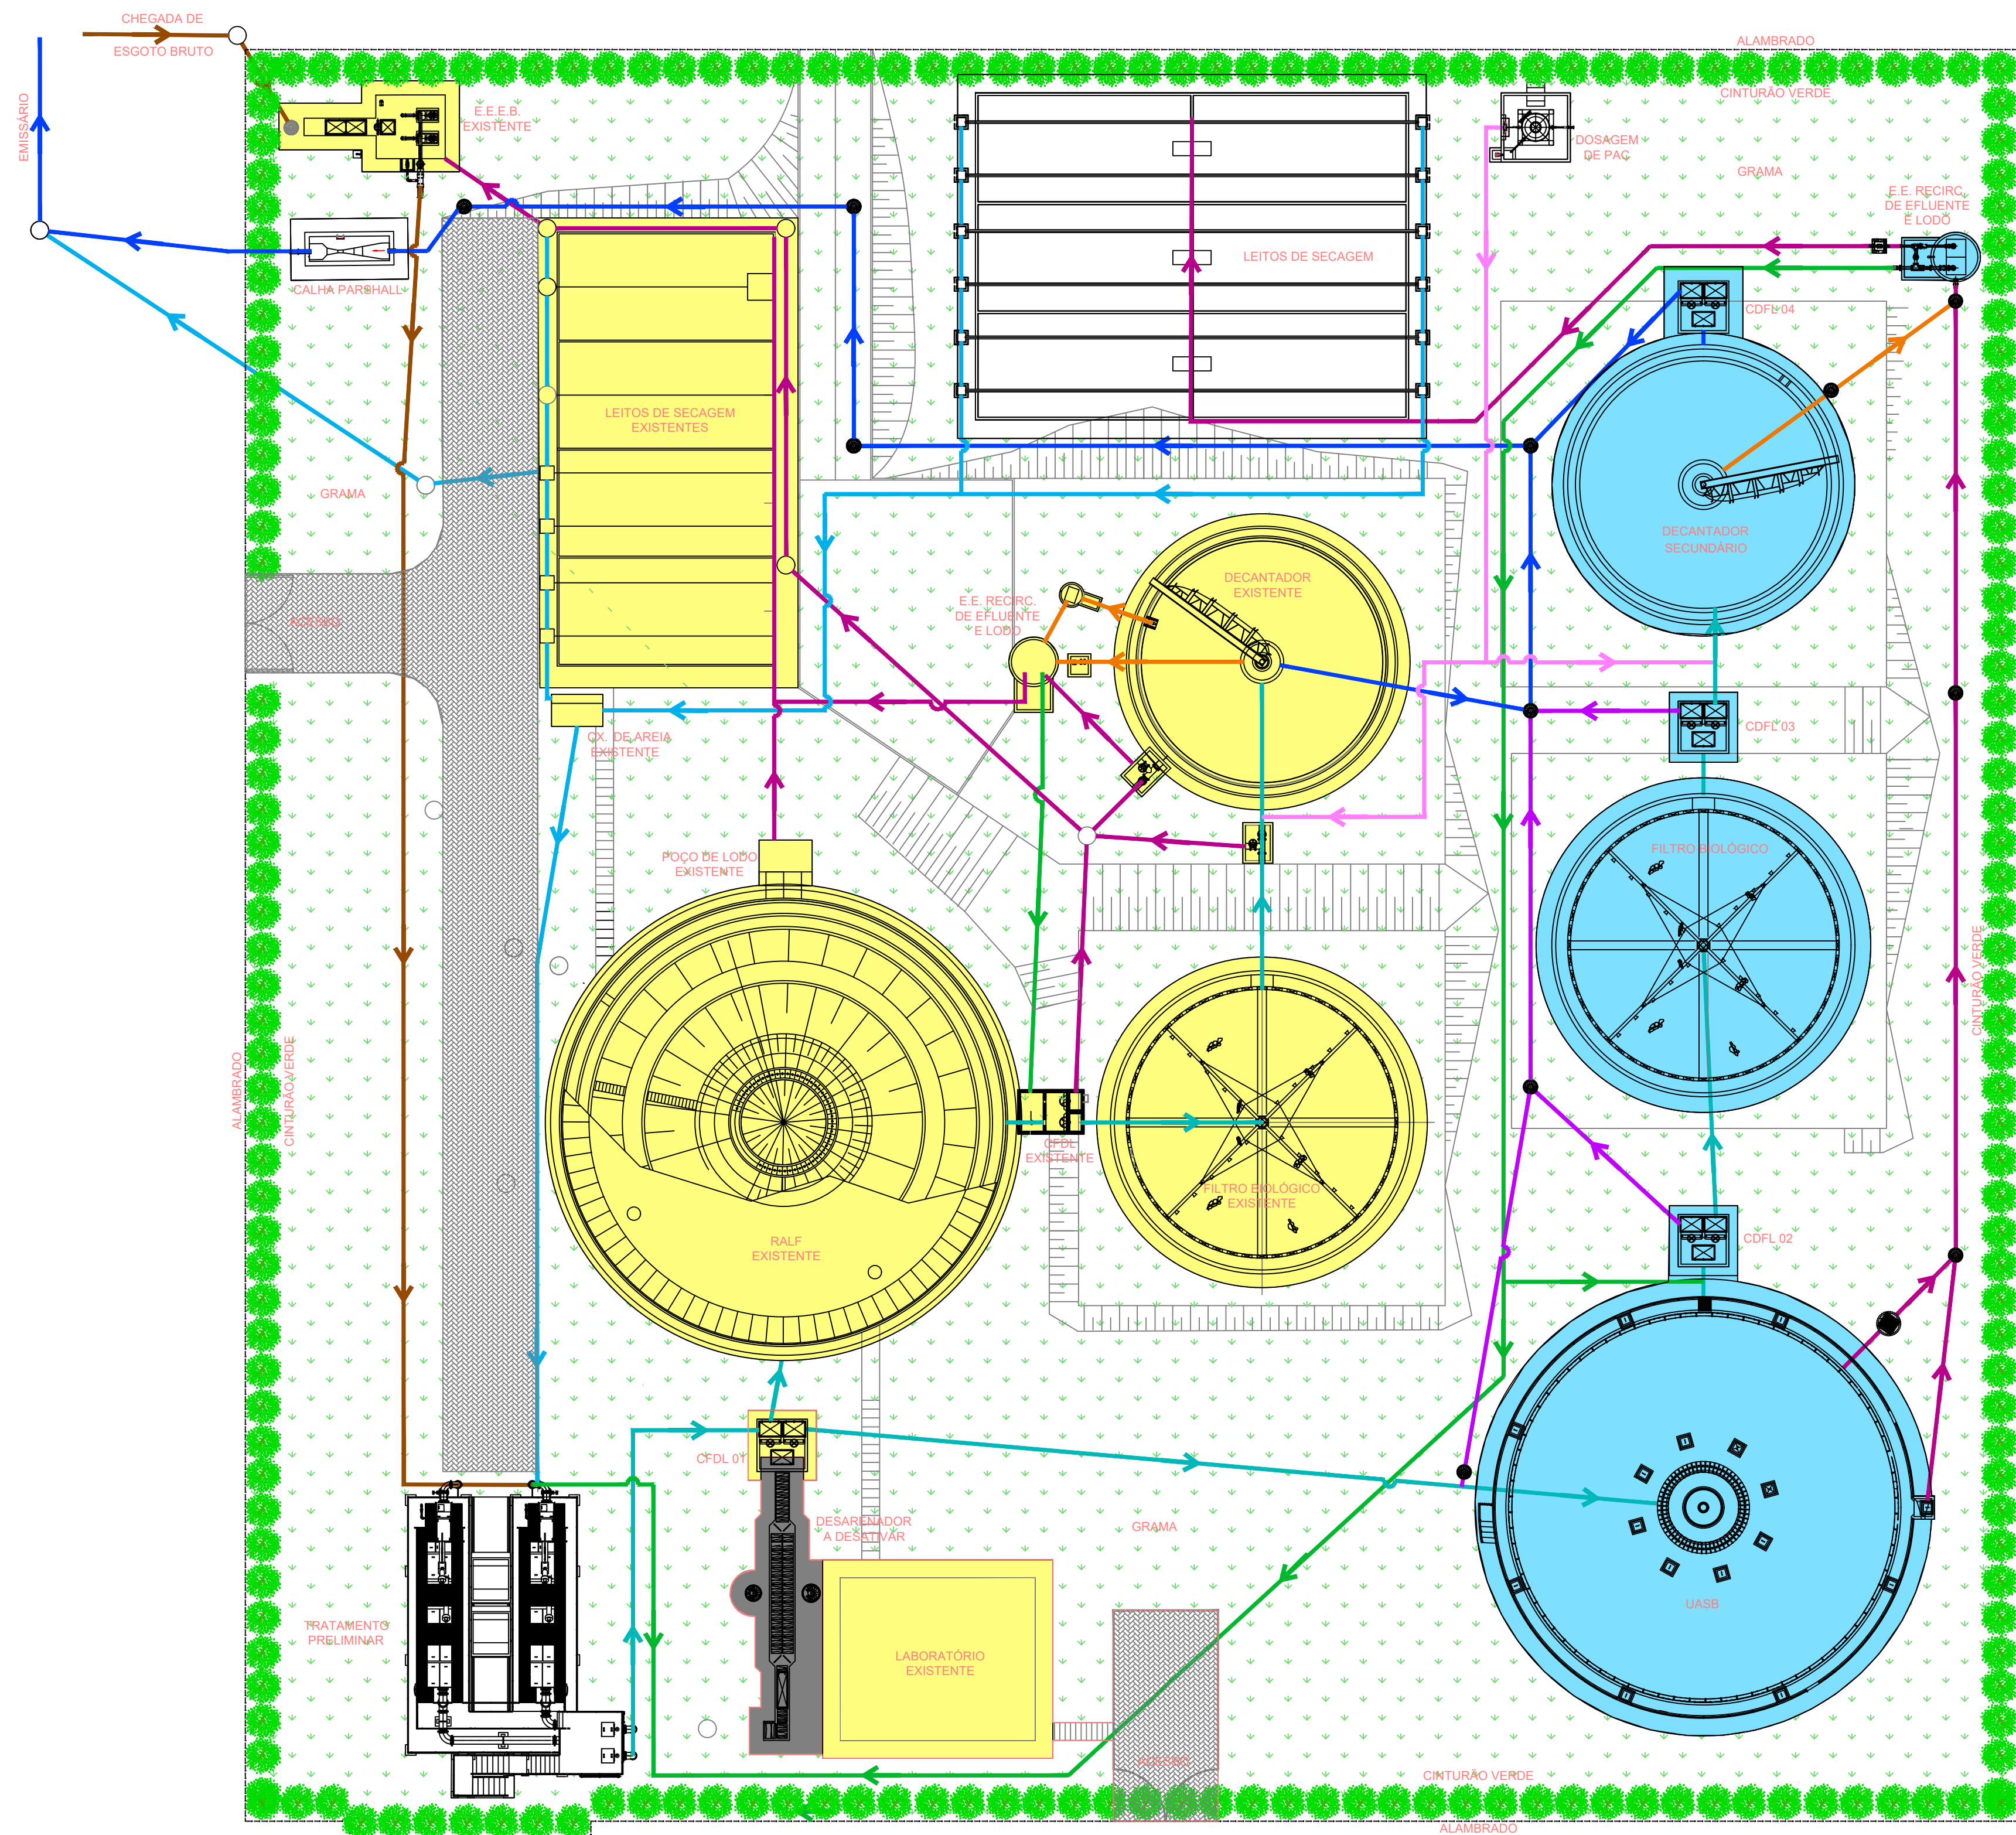 CHEGADA DE
ESGOTO BRUTO
ALAMBRADO
CINTURÃO VERDE
EMISSÁRIO
E.E.E.B.
EXISTENTE
DOSAGEM
DE PAC
GRAMA
E.E. RECIRC.
DE EFLUENTE
E LODO
CALHA PARSHALL
LEITOS DE SECAGEM
CDFL 04
LEITOS DE SECAGEM
EXISTENTES
GRAMA
DECANTADOR
SECUNDÁRIO
DECANTADOR
EXISTENTE
E.E. RECIRC.
DE EFLUENTE
E LODO
ACESSO
CX. DE AREIA
EXISTENTE
CDFL 03
POÇO DE LODO
EXISTENTE
FILTRO BIOLÓGICO
CINTURÃO VERDE
ALAMBRADO
CINTURÃO VERDE
CFDL
EXISTENTE
FILTRO BIOLÓGICO
EXISTENTE
RALF
EXISTENTE
CDFL 02
CFDL 01
DESARENADOR
A DESATIVAR
GRAMA
UASB
TRATAMENTO
PRELIMINAR
LABORATÓRIO
EXISTENTE
ACESSO
CINTURÃO VERDE
ALAMBRADO